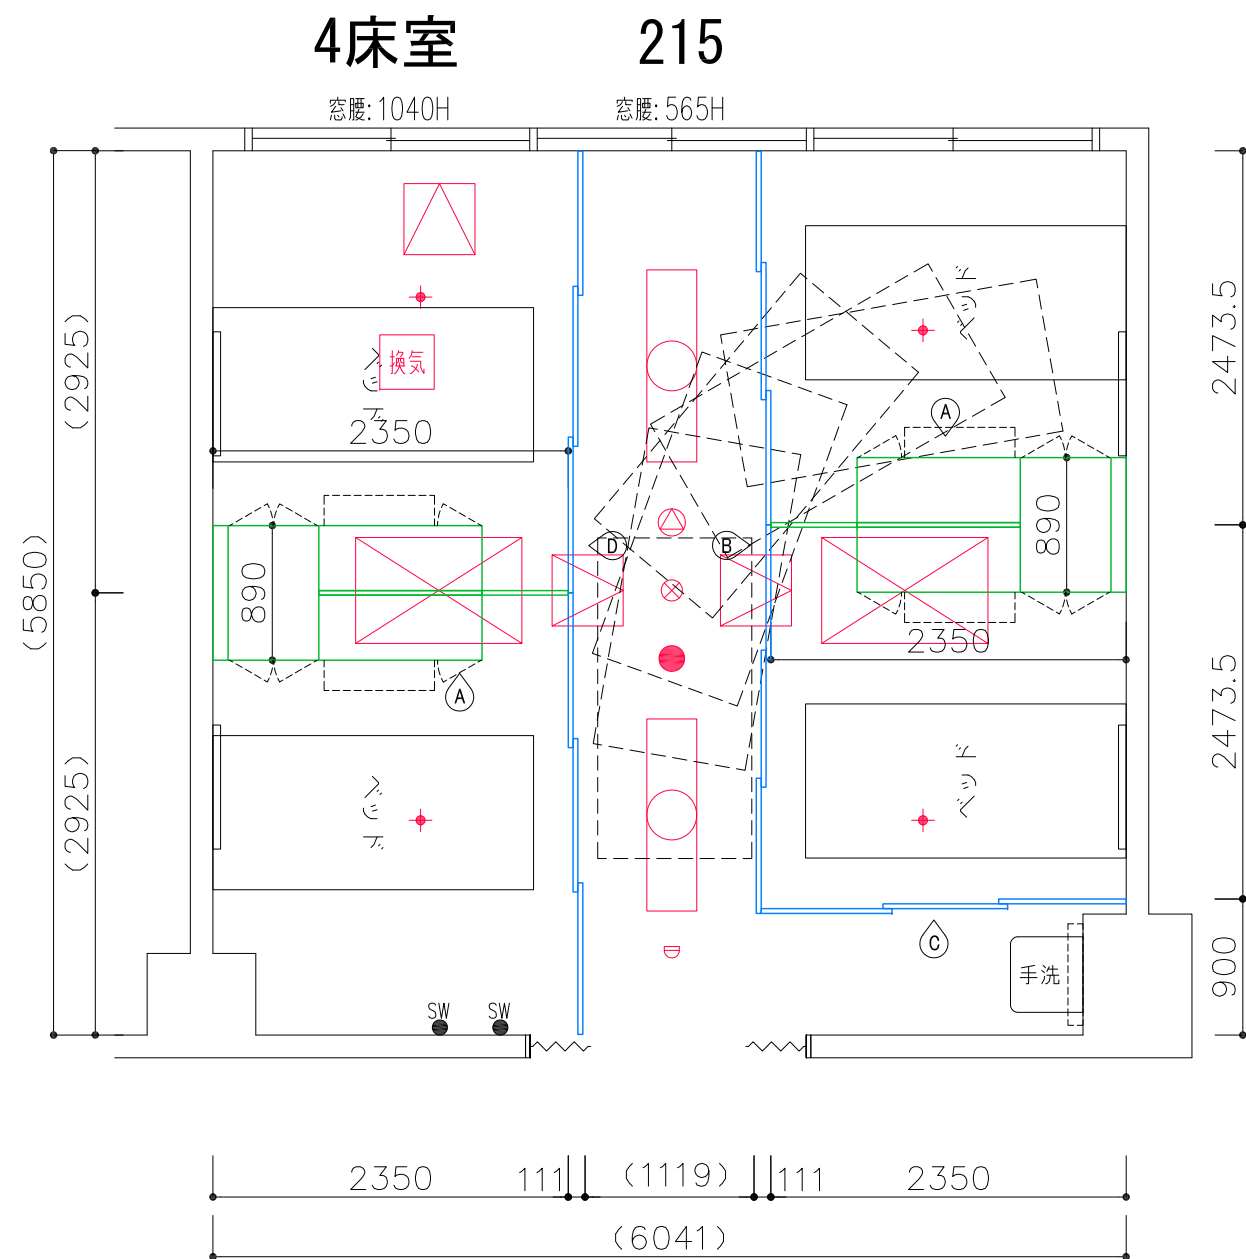 4床室 215
窓腰:1040H 窓腰:565H
ベッド
換気
2350
ベッド
A
890
D
B
890
2350
A
ベッド
ベッド
C
手洗
SW SW
(2925)
(5850)
(2925)
2473.5
2473.5
900
2350 111 (1119) 111 2350
(6041)